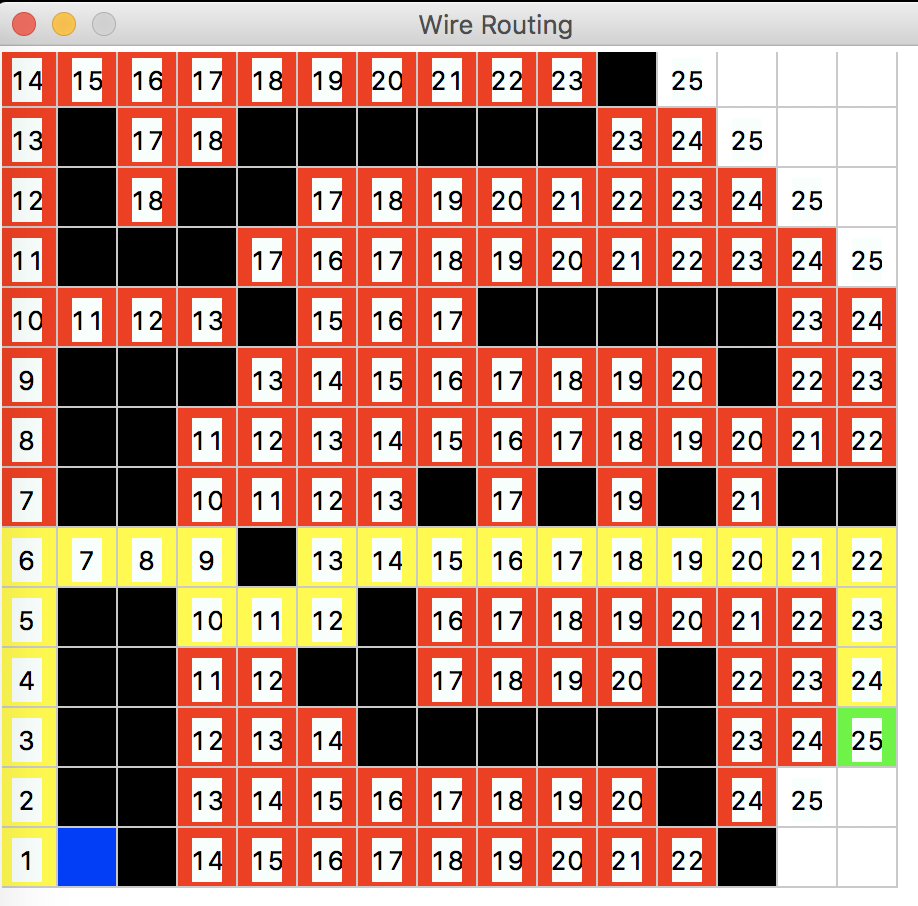 Wire Routing
14 15 16 17 18 19 20 21 22 23 25
13 17 18 23 24 25
12 18 17 18 19 20 21 22 23 24 25
11 17 16 17 18 19 20 21 22 23 24 25
10 11 12 13 15 16 17 23 24
9 13 14 15 16 17 18 19 20 22 23
8 11 12 13 14 15 16 17 18 19 20 21 22
7 10 11 12 13 17 19 21
6 7 8 9 13 14 15 16 17 18 19 20 21 22
5 10 11 12 16 17 18 19 20 21 22 23
4 11 12 17 18 19 20 22 23 24
3 12 13 14 23 24 25
2 13 14 15 16 17 18 19 20 24 25
1 14 15 16 17 18 19 20 21 22